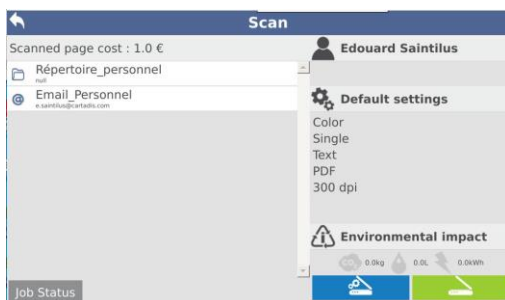 Scan
Scanned page cost : 1.0 €
Répertoire_personnel
null
Email_Personnel
e.saintilus@cartadis.com
Edouard Saintilus
Default settings
Color
Single
Text
PDF
300 dpi
Environmental impact
CO2 0.0kg 0.0L 0.0kWh
Job Status